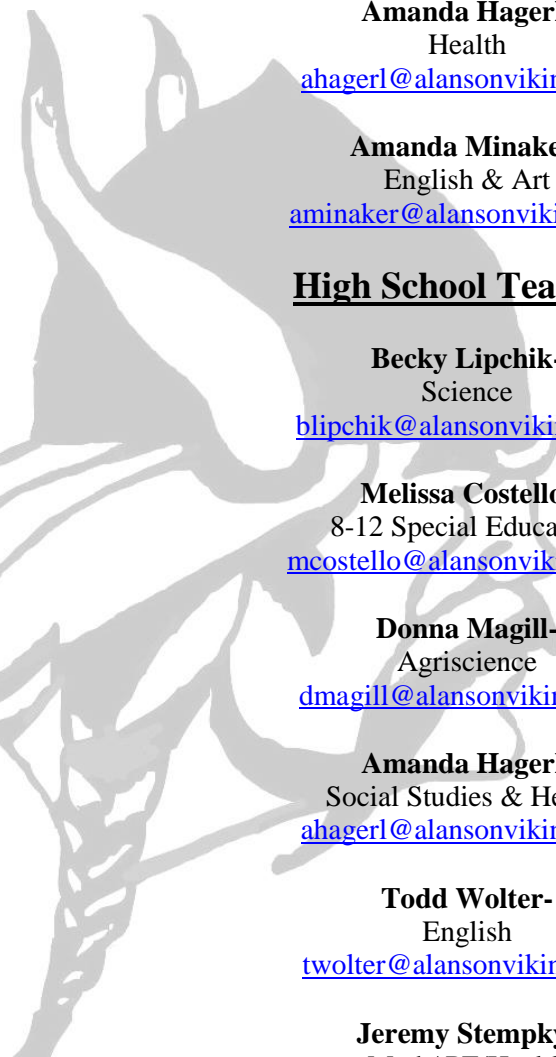 Amanda Hagerl
Health
ahagerl@alansonvikin
Amanda Minake
English & Art
aminaker@alansonviki
High School Tea
Becky Lipchik-
Science
blipchik@alansonvikin
Melissa Costello
8-12 Special Educa
mcostello@alansonvik
Donna Magill-
Agriscience
dmagill@alansonvikin
Amanda Hagerl
Social Studies & He
ahagerl@alansonvikin
Todd Wolter-
English
twolter@alansonvikin
Jeremy Stempky